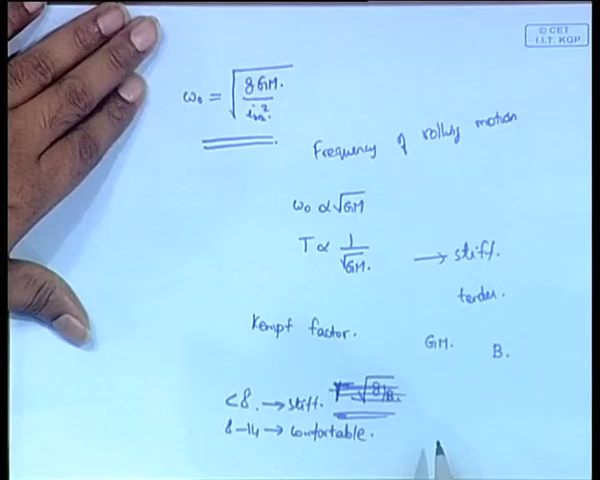 © CET
I.I.T. KGP
ω₀ = √(g GM. / iₘ².)
Frequency of rolling motion
ω₀ ∝ √GM
T ∝ 1/√GM. → stiff.
tender.
Kempf factor.
GM. B.
<8. → stiff.
8-14 → comfortable.